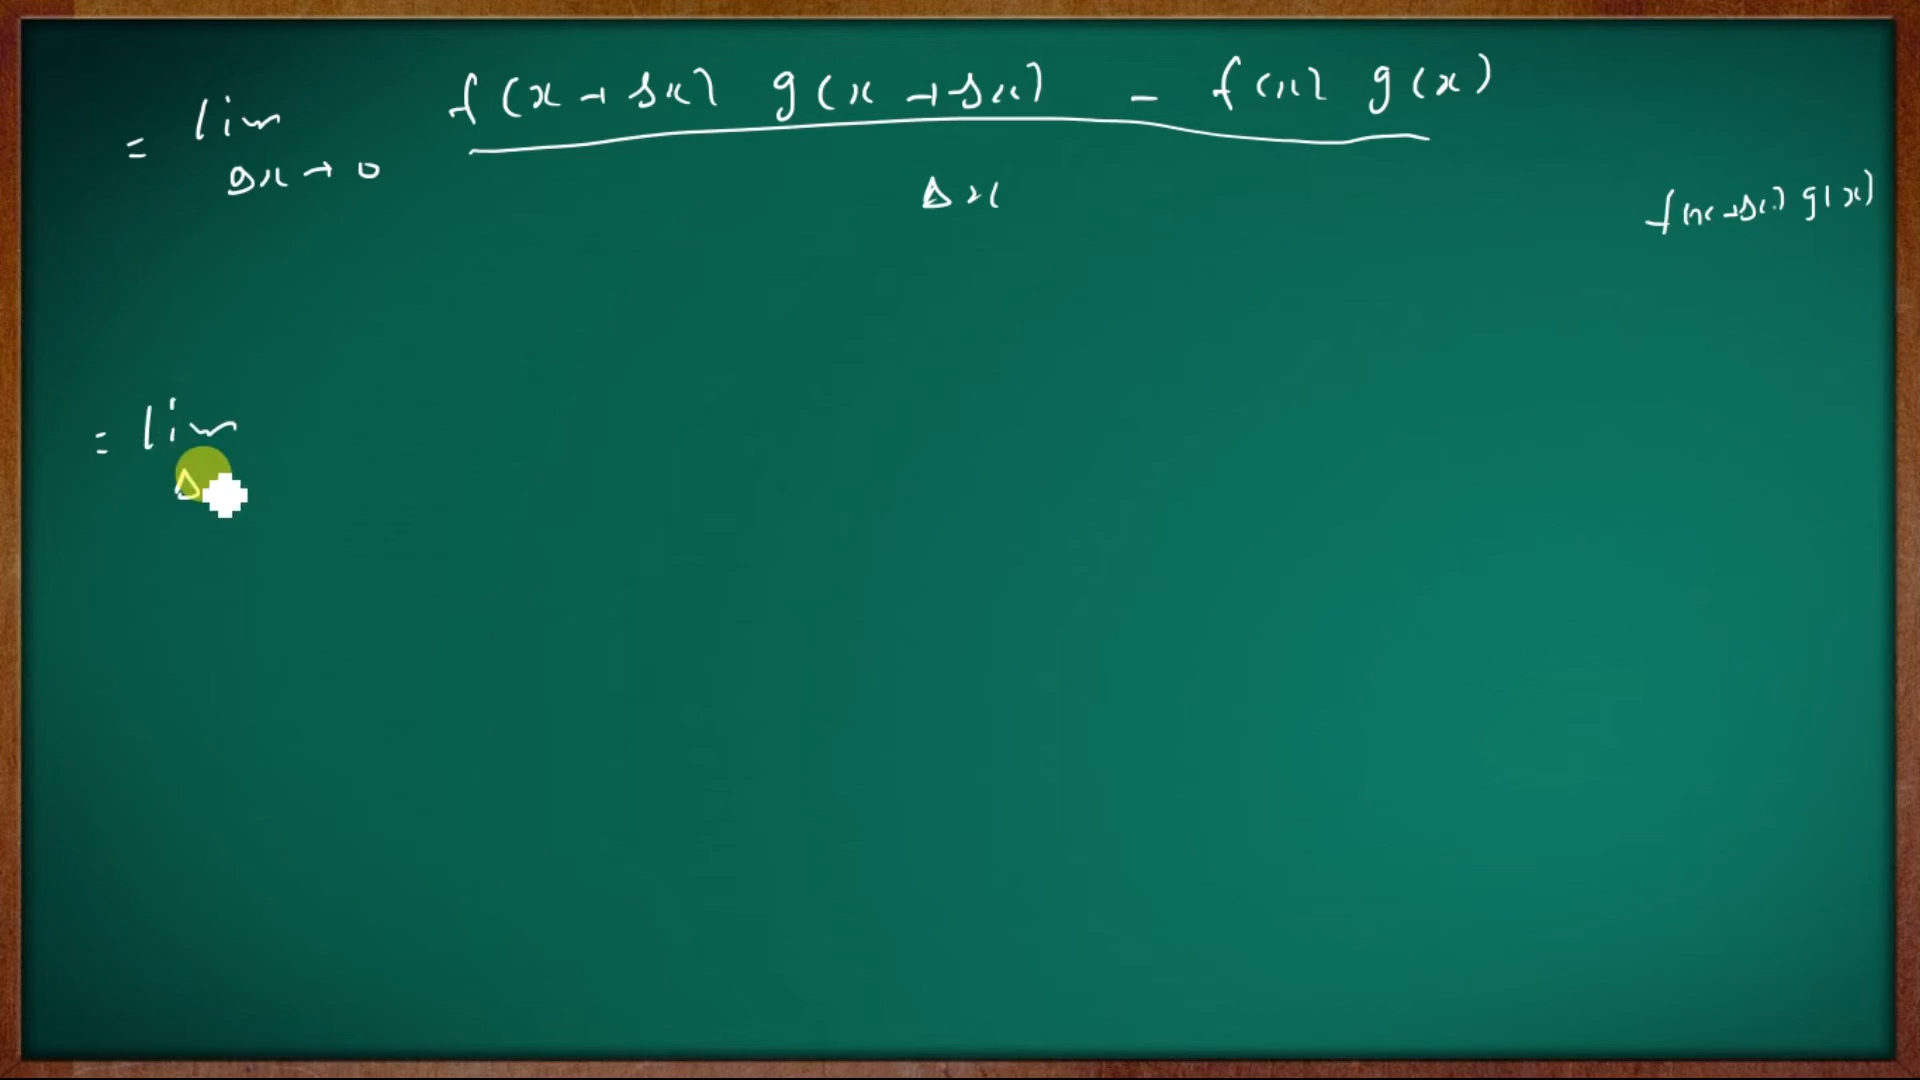 = lim f(x+Δx) g(x+Δx) - f(x) g(x)
Δx→0 Δx
f(x+Δx) g(x)
= lim
Δ